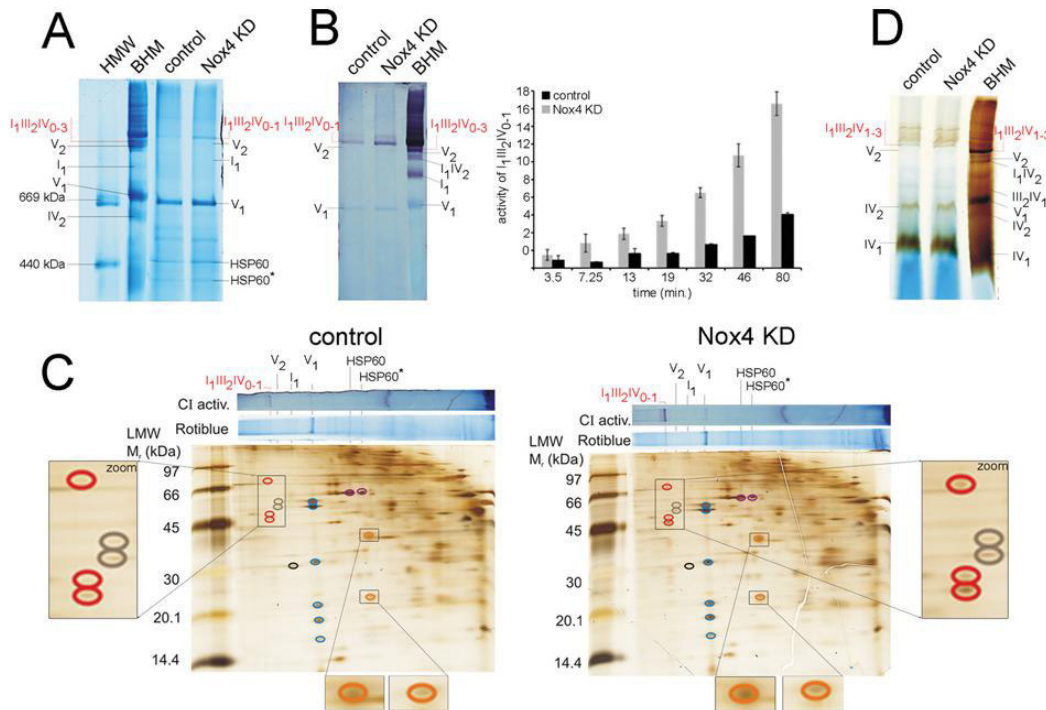 A
HMW
BHM
control
Nox4 KD
I1III2IV0-3
V2
I1
V1
669 kDa
IV2
440 kDa
I1III2IV0-1
I1
V1
HSP60
HSP60*
B
control
Nox4 KD
BHM
I1III2IV0-1
V2
V1
I1III2IV0-3
V2
I1IV2
I1
V1
activity of I1III2IV0-1
18
16
14
12
10
8
6
4
2
0
control
Nox4 KD
3.5
7.25
13
19
32
46
80
time (min.)
D
control
Nox4 KD
BHM
I1III2IV1-3
V2
IV2
IV1
I1III2IV1-3
V2
I1IV2
III2IV1
V1
IV2
IV1
C
control
I1III2IV0-1
V2
I1
V1
HSP60
HSP60*
CI activ.
Rotiblue
LMW
Mr (kDa)
97
66
45
30
20.1
14.4
zoom
Nox4 KD
I1III2IV0-1
V2
I1
V1
HSP60
HSP60*
CI activ.
Rotiblue
LMW
Mr (kDa)
97
66
45
30
20.1
14.4
zoom